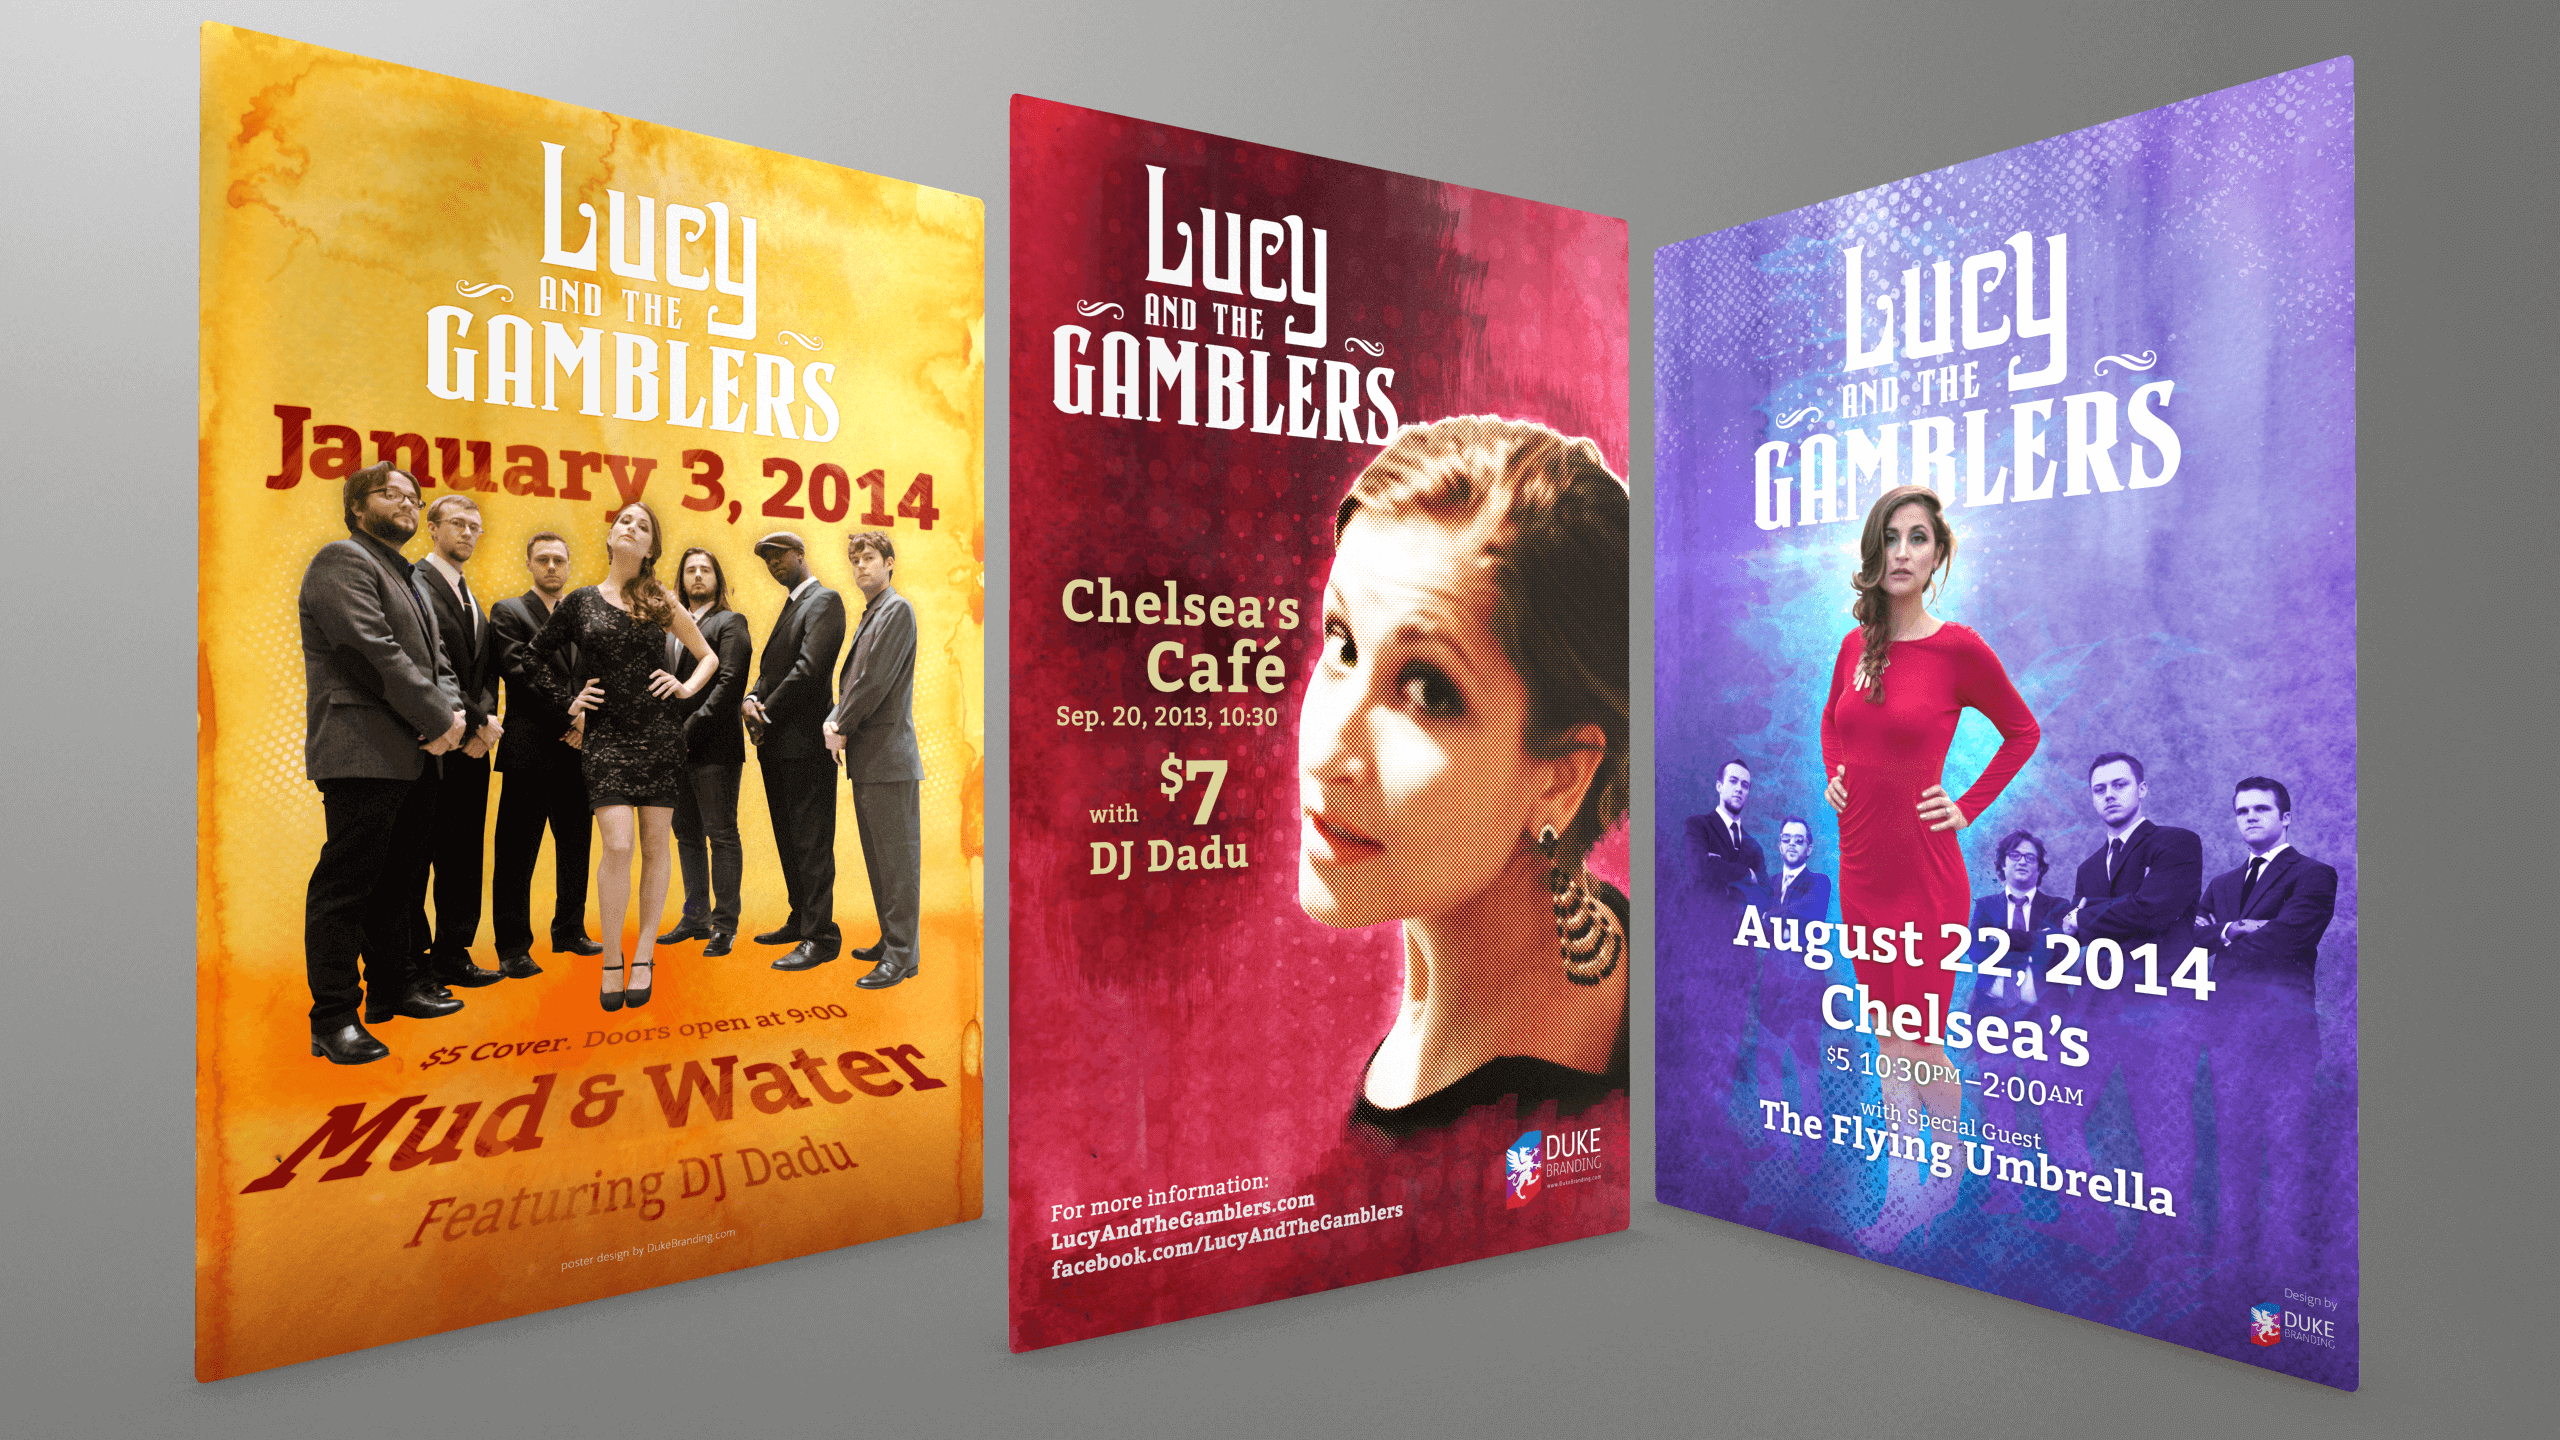 Lucy
AND THE
GAMBLERS
January 3, 2014
$5 Cover. Doors open at 9:00
Mud & Water
Featuring DJ Dadu
poster design by DukeBranding.com
Lucy
AND THE
GAMBLERS
Chelsea's
Café
Sep. 20, 2013, 10:30
$7
with
DJ Dadu
For more information:
LucyAndTheGamblers.com
facebook.com/LucyAndTheGamblers
DUKE
BRANDING
www.DukeBranding.com
Lucy
AND THE
GAMBLERS
August 22, 2014
Chelsea's
$5. 10:30PM–2:00AM
with Special Guest
The Flying Umbrella
Design by
DUKE
BRANDING